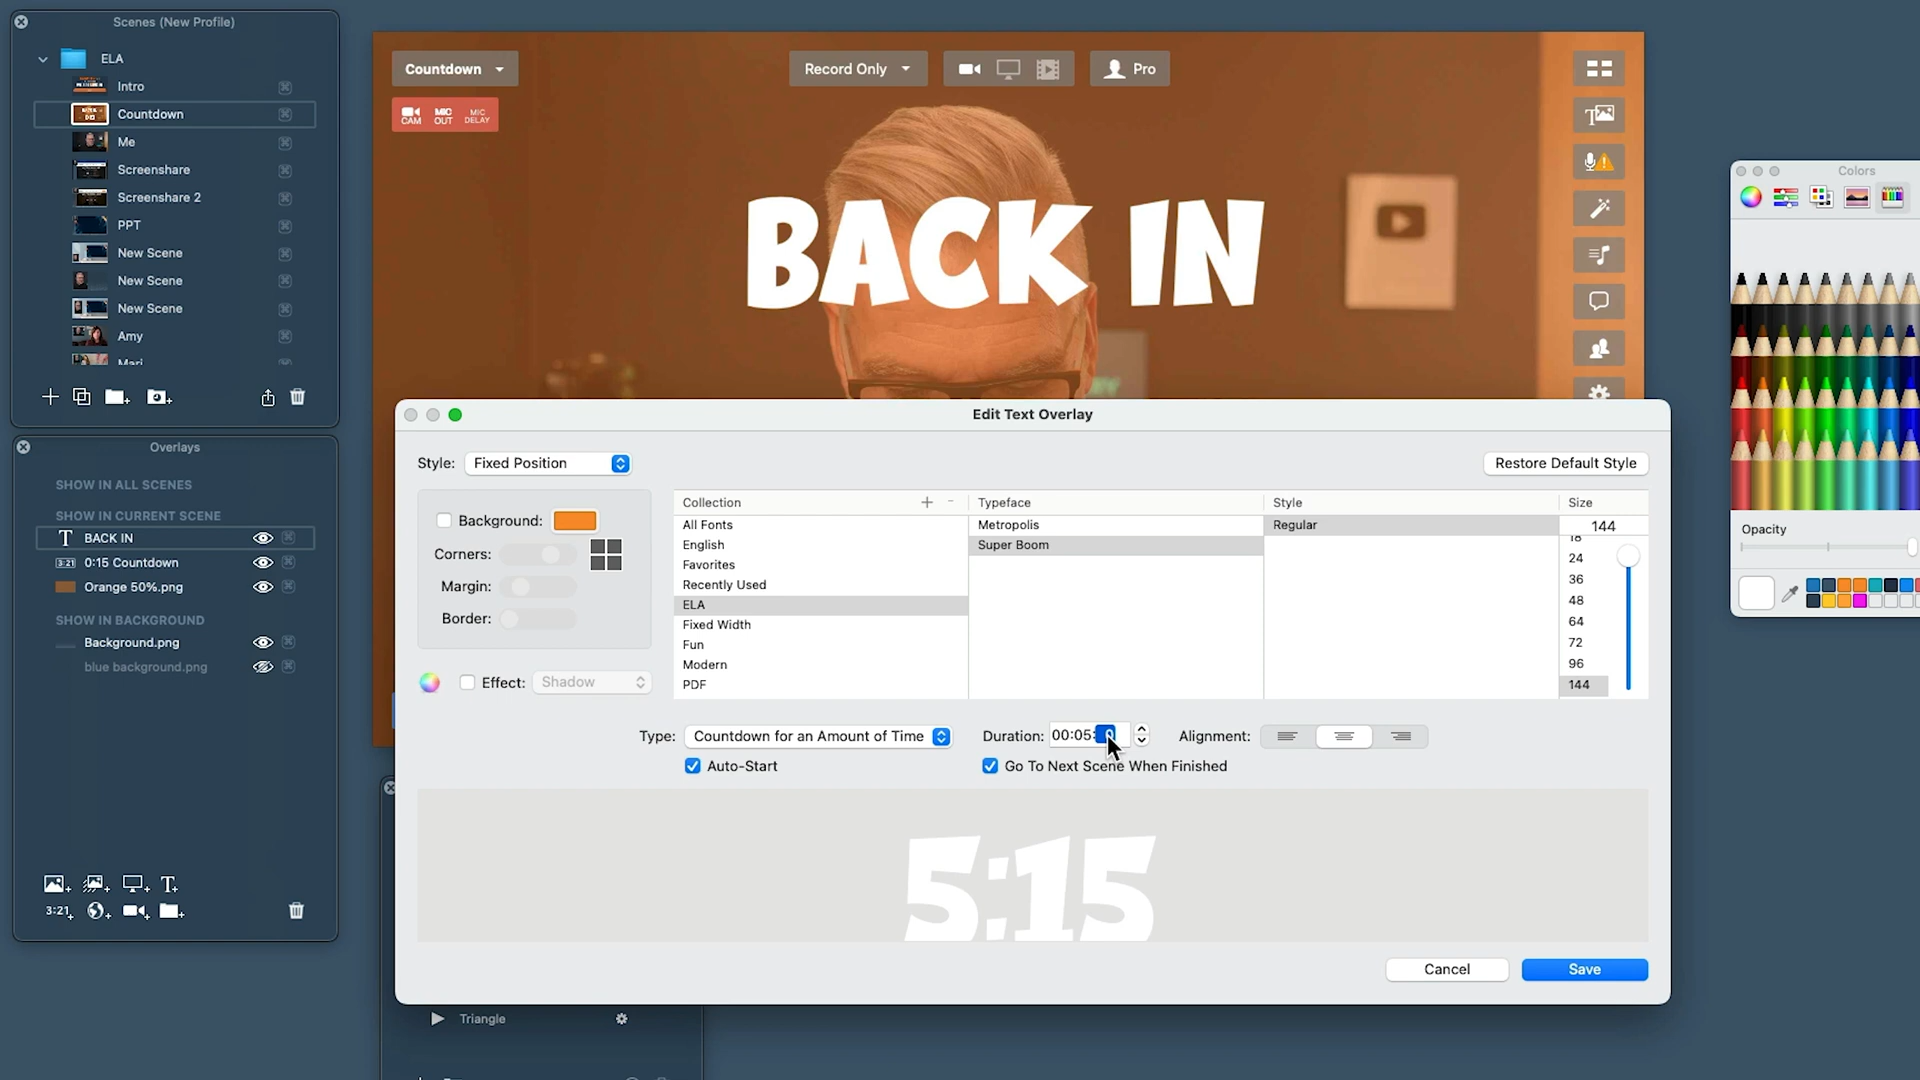 Scenes (New Profile)
ELA
Intro
Countdown
Me
Screenshare
Screenshare 2
PPT
New Scene
New Scene
New Scene
Amy
Mari
Overlays
SHOW IN ALL SCENES
SHOW IN CURRENT SCENE
BACK IN
3:21 0:15 Countdown
Orange 50%.png
SHOW IN BACKGROUND
Background.png
blue background.png
3:21
Countdown
Record Only
Pro
CAM
MIC OUT
MIC DELAY
BACK IN
Edit Text Overlay
Style: Fixed Position
Restore Default Style
Background:
Corners:
Margin:
Border:
Effect: Shadow
Collection
All Fonts
English
Favorites
Recently Used
ELA
Fixed Width
Fun
Modern
PDF
Typeface
Metropolis
Super Boom
Style
Regular
Size
144
18
24
36
48
64
72
96
144
Type: Countdown for an Amount of Time
Duration: 00:05:
Alignment:
Auto-Start
Go To Next Scene When Finished
5:15
Cancel
Save
Triangle
Colors
Opacity